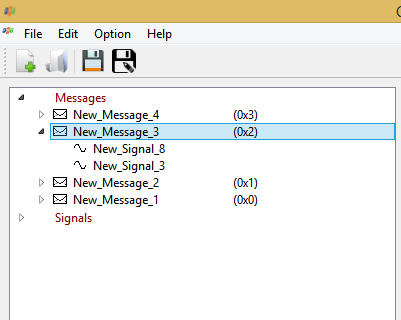 File Edit Option Help
Messages
New_Message_4 (0x3)
New_Message_3 (0x2)
New_Signal_8
New_Signal_3
New_Message_2 (0x1)
New_Message_1 (0x0)
Signals